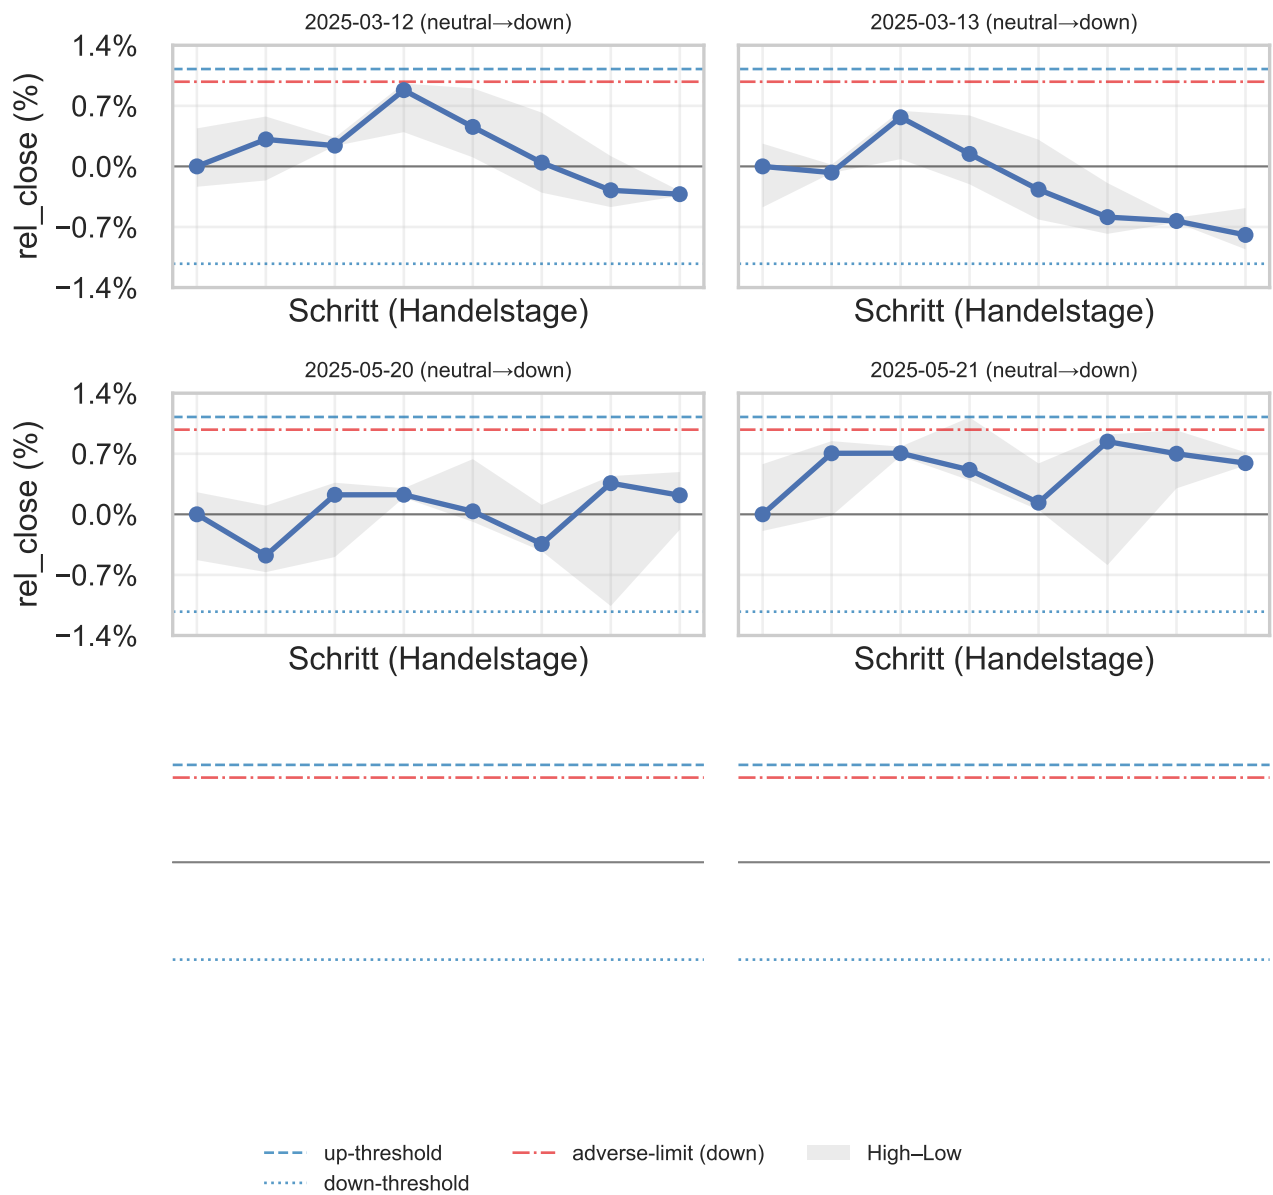 2025-03-12 (neutral→down)
2025-03-13 (neutral→down)
1.4%
0.7%
0.0%
−0.7%
−1.4%
rel_close (%)
Schritt (Handelstage)
Schritt (Handelstage)
2025-05-20 (neutral→down)
2025-05-21 (neutral→down)
1.4%
0.7%
0.0%
−0.7%
−1.4%
rel_close (%)
Schritt (Handelstage)
Schritt (Handelstage)
up-threshold
adverse-limit (down)
High–Low
down-threshold